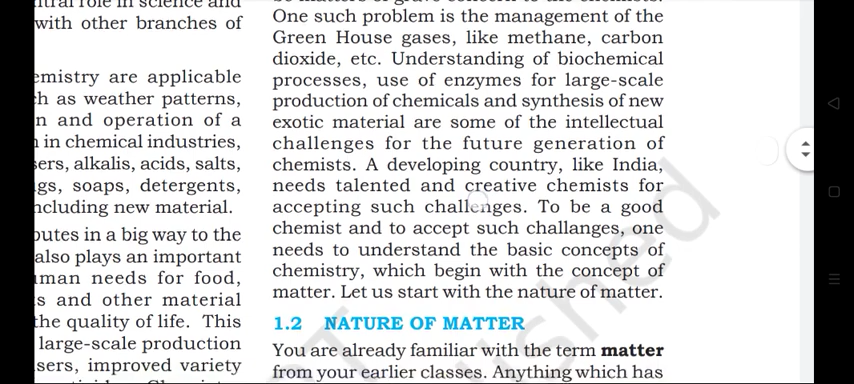 ntral role in science and
with other branches of
emistry are applicable
ch as weather patterns,
n and operation of a
in chemical industries,
sers, alkalis, acids, salts,
gs, soaps, detergents,
ncluding new material.
butes in a big way to the
also plays an important
uman needs for food,
s and other material
the quality of life. This
large-scale production
sers, improved variety
One such problem is the management of the
Green House gases, like methane, carbon
dioxide, etc. Understanding of biochemical
processes, use of enzymes for large-scale
production of chemicals and synthesis of new
exotic material are some of the intellectual
challenges for the future generation of
chemists. A developing country, like India,
needs talented and creative chemists for
accepting such challenges. To be a good
chemist and to accept such challanges, one
needs to understand the basic concepts of
chemistry, which begin with the concept of
matter. Let us start with the nature of matter.
1.2 NATURE OF MATTER
You are already familiar with the term matter
from your earlier classes. Anything which has